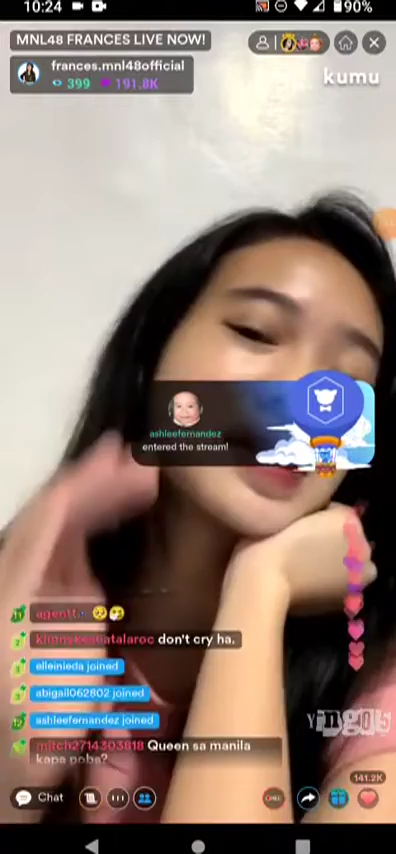 10:24
90%
MNL48 FRANCES LIVE NOW!
frances.mnl48official
399 191.8K
kumu
ashleefernandez
entered the stream!
agentt
don't cry ha.
elleinieda joined
abigail062802 joined
ashleefernandez joined
mitch2714303818 Queen sa manila
kapa poba?
141.2K
Chat